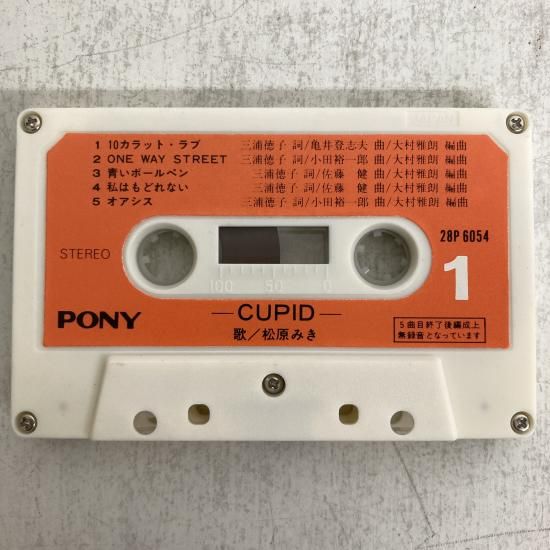 1 10カラット・ラブ 三浦徳子 詞/亀井登志夫 曲/大村雅朗 編曲
2 ONE WAY STREET 三浦徳子 詞/小田裕一郎 曲/大村雅朗 編曲
3 青いボールペン 三浦徳子 詞/佐藤 健 曲/大村雅朗 編曲
4 私はもどれない 三浦徳子 詞/佐藤 健 曲/大村雅朗 編曲
5 オアシス 三浦徳子 詞/小田裕一郎 曲/大村雅朗 編曲
28P 6054
STEREO
1
100 50 0
PONY
—CUPID—
歌/松原みき
5曲目終了後編成上
無録音となっています